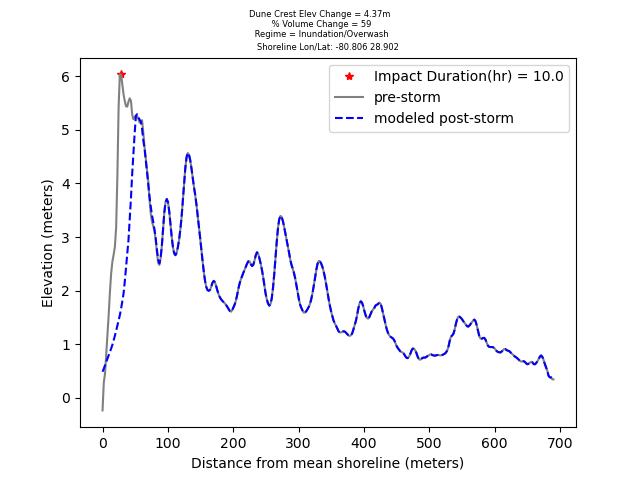 Dune Crest Elev Change = 4.37m
% Volume Change = 59
Regime = Inundation/Overwash
Shoreline Lon/Lat: -80.806 28.902
Impact Duration(hr) = 10.0
pre-storm
modeled post-storm
Elevation (meters)
6
5
4
3
2
1
0
0 100 200 300 400 500 600 700
Distance from mean shoreline (meters)